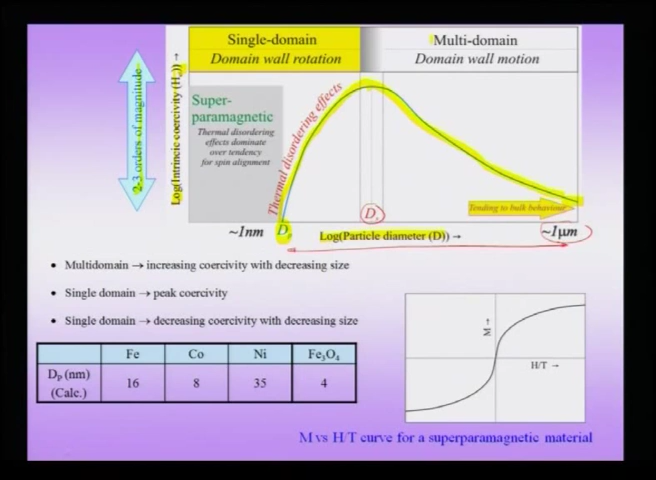 Single-domain
Domain wall rotation
Multi-domain
Domain wall motion
2-3 orders of magnitude
Log(Intrinsic coercivity (Hc)) →
Super-
paramagnetic
Thermal disordering
effects dominate
over tendency
for spin alignment
Thermal disordering effects
Tending to bulk behaviour
~1nm
Dp
Dc
Log(Particle diameter (D)) →
~1μm
• Multidomain → increasing coercivity with decreasing size
• Single domain → peak coercivity
• Single domain → decreasing coercivity with decreasing size
Fe Co Ni Fe3O4
DP (nm)
(Calc.)
16 8 35 4
M →
H/T →
M vs H/T curve for a superparamagnetic material